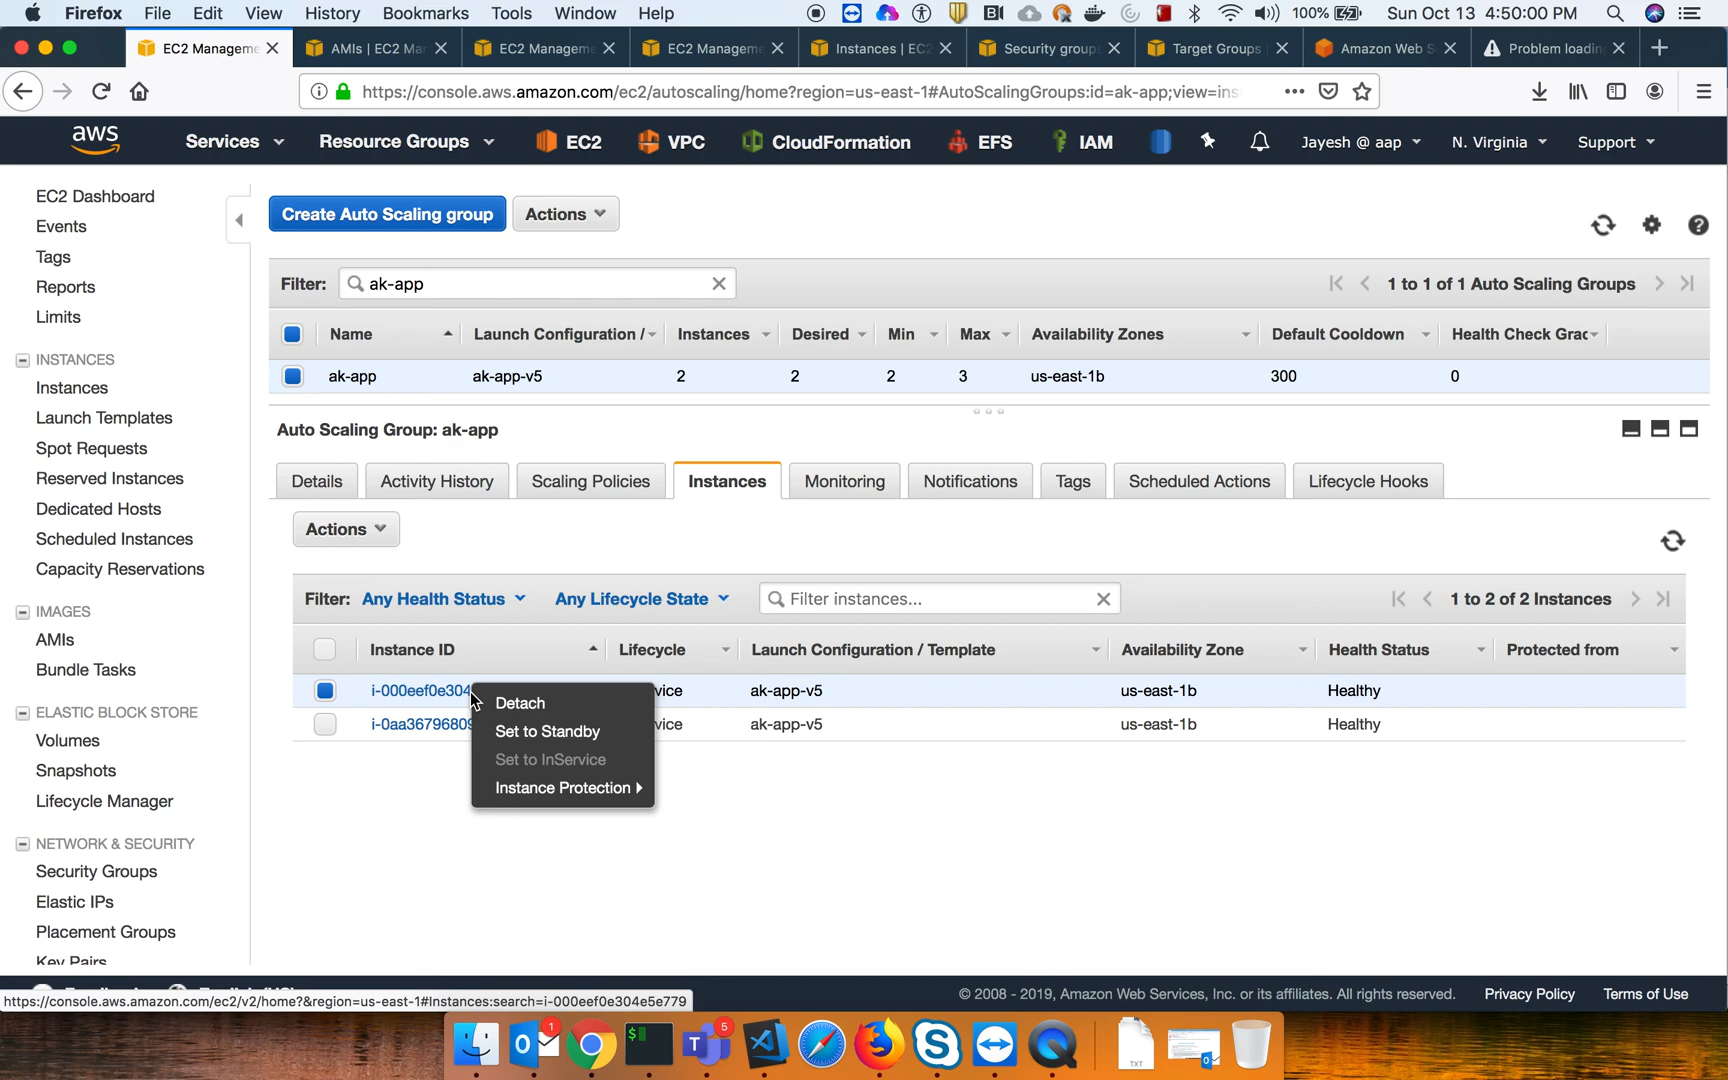 Firefox File Edit View History Bookmarks Tools Window Help 100% Sun Oct 13 4:50:00 PM
EC2 Manageme AMIs | EC2 Ma EC2 Manageme EC2 Manageme Instances | EC2 Security group Target Groups Amazon Web S Problem loadin
https://console.aws.amazon.com/ec2/autoscaling/home?region=us-east-1#AutoScalingGroups:id=ak-app;view=ins
aws Services Resource Groups EC2 VPC CloudFormation EFS IAM Jayesh @ aap N. Virginia Support
EC2 Dashboard
Events
Tags
Reports
Limits
INSTANCES
Instances
Launch Templates
Spot Requests
Reserved Instances
Dedicated Hosts
Scheduled Instances
Capacity Reservations
IMAGES
AMIs
Bundle Tasks
ELASTIC BLOCK STORE
Volumes
Snapshots
Lifecycle Manager
NETWORK & SECURITY
Security Groups
Elastic IPs
Placement Groups
Key Pairs
Create Auto Scaling group Actions
Filter: ak-app 1 to 1 of 1 Auto Scaling Groups
Name Launch Configuration / Instances Desired Min Max Availability Zones Default Cooldown Health Check Grac
ak-app ak-app-v5 2 2 2 3 us-east-1b 300 0
Auto Scaling Group: ak-app
Details Activity History Scaling Policies Instances Monitoring Notifications Tags Scheduled Actions Lifecycle Hooks
Actions
Filter: Any Health Status Any Lifecycle State Filter instances... 1 to 2 of 2 Instances
Instance ID Lifecycle Launch Configuration / Template Availability Zone Health Status Protected from
i-000eef0e304 vice ak-app-v5 us-east-1b Healthy
i-0aa36796809 vice ak-app-v5 us-east-1b Healthy
Detach
Set to Standby
Set to InService
Instance Protection
https://console.aws.amazon.com/ec2/v2/home?&region=us-east-1#Instances:search=i-000eef0e304e5e779
© 2008 - 2019, Amazon Web Services, Inc. or its affiliates. All rights reserved. Privacy Policy Terms of Use
1 5
TXT